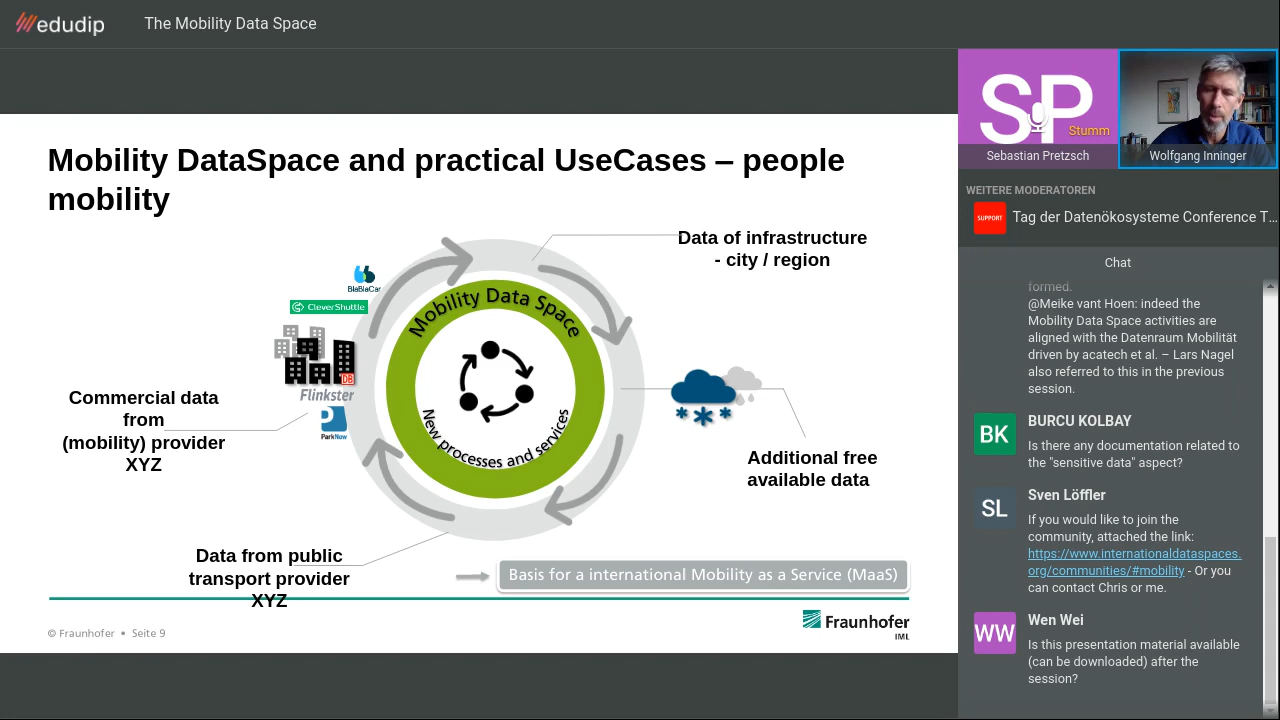 edudip
The Mobility Data Space
Mobility DataSpace and practical UseCases – people
mobility
Data of infrastructure
- city / region
BlaBlaCar
CleverShuttle
Mobility Data Space
DB
Flinkster
ParkNow
New processes and services
Commercial data
from
(mobility) provider
XYZ
Additional free
available data
Data from public
transport provider
XYZ
Basis for a international Mobility as a Service (MaaS)
© Fraunhofer • Seite 9
Fraunhofer
IML
SP
Stumm
Sebastian Pretzsch
Wolfgang Inninger
WEITERE MODERATOREN
SUPPORT
Tag der Datenökosysteme Conference T...
Chat
formed.
@Meike vant Hoen: indeed the
Mobility Data Space activities are
aligned with the Datenraum Mobilität
driven by acatech et al. – Lars Nagel
also referred to this in the previous
session.
BK
BURCU KOLBAY
Is there any documentation related to
the "sensitive data" aspect?
SL
Sven Löffler
If you would like to join the
community, attached the link:
https://www.internationaldataspaces.
org/communities/#mobility - Or you
can contact Chris or me.
WW
Wen Wei
Is this presentation material available
(can be downloaded) after the
session?